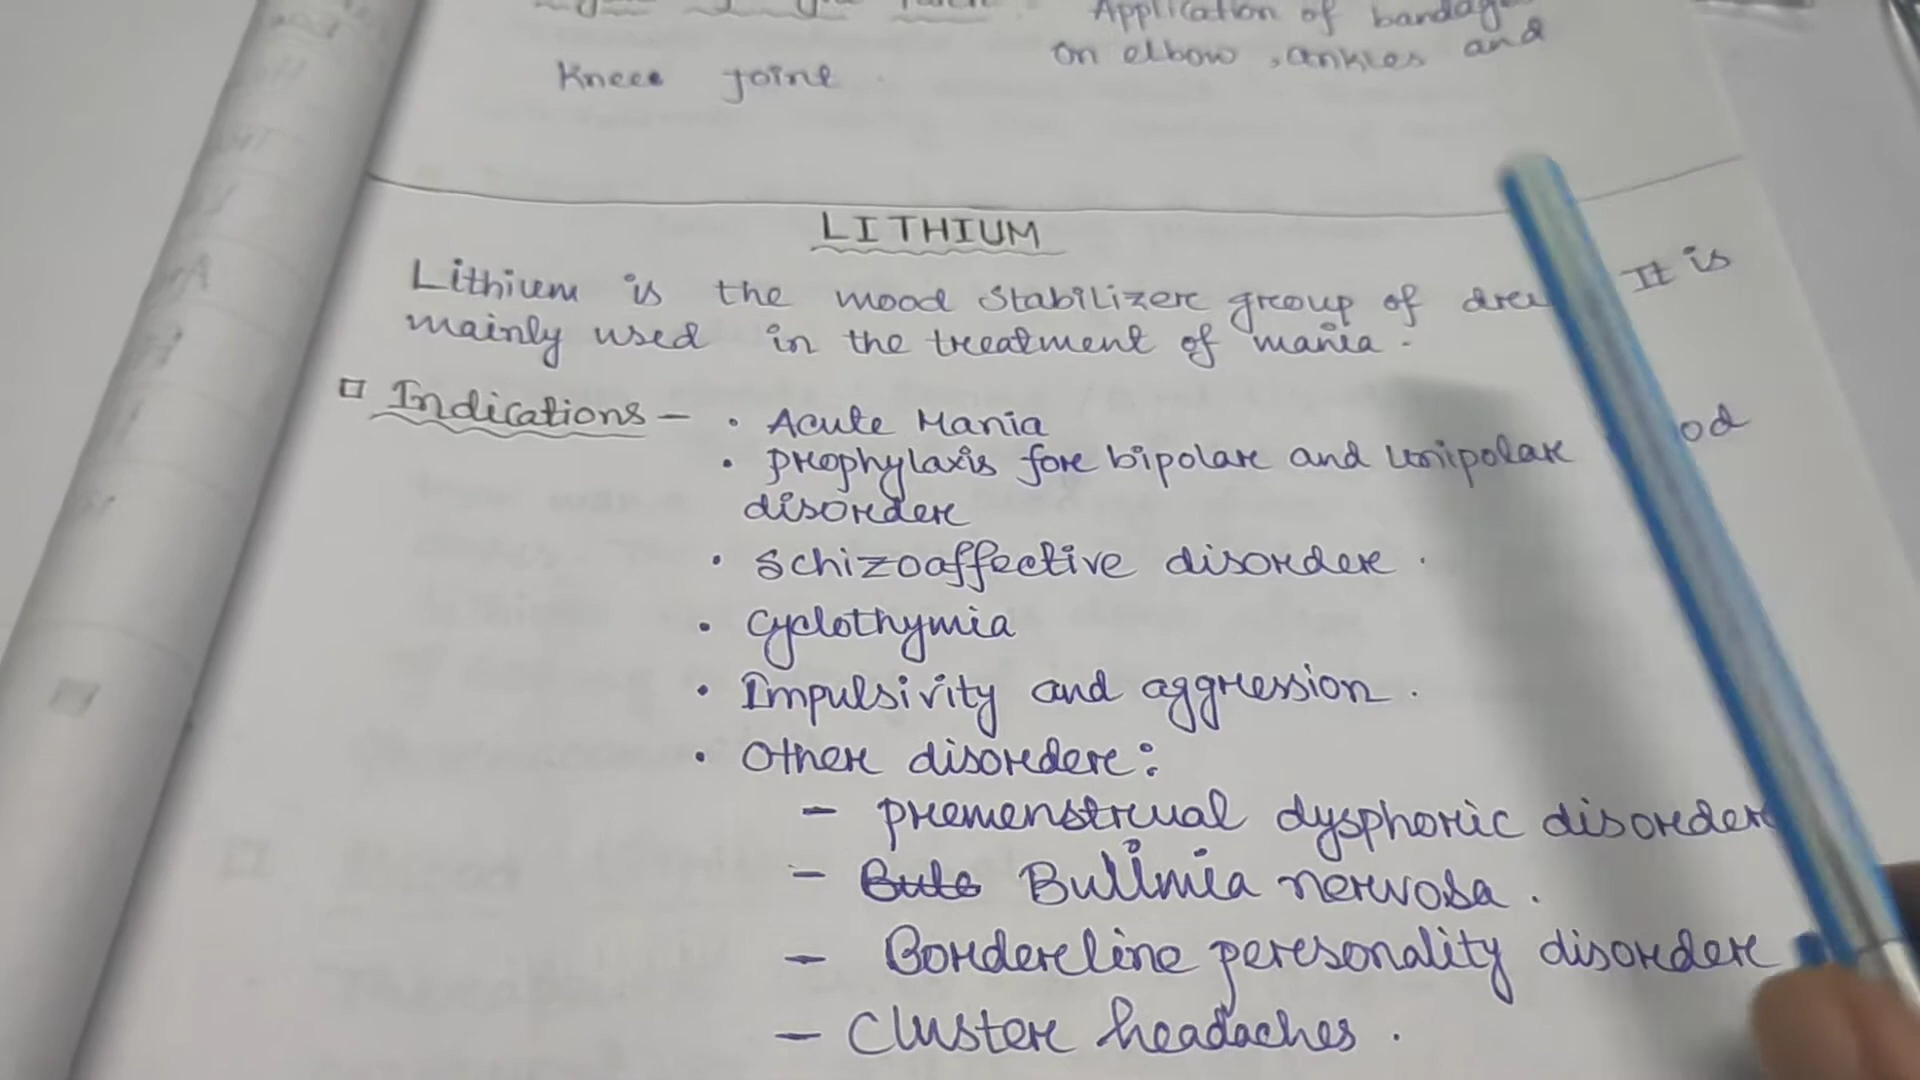 Application of bandage
on elbow, ankles and
Knee joint
LITHIUM
Lithium is the mood stabilizer group of It is
mainly used in the treatment of mania.
Indications - • Acute Mania
• prophylaxis for bipolar and unipolar
disorder
• schizoaffective disorder.
• Cyclothymia
• Impulsivity and aggression.
• Other disorder:
- premenstrual dysphoric disorder
- Bulimia nervosa.
- Borderline personality disorder
- Cluster headaches.